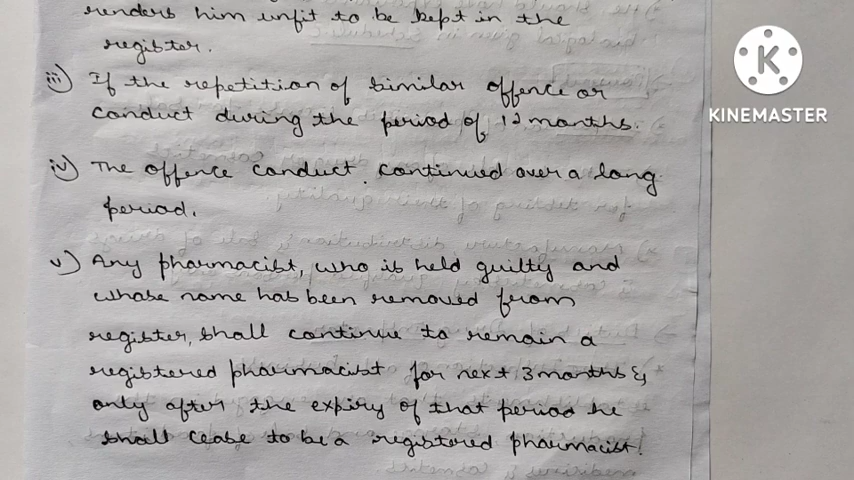 renders him unfit to be kept in the
register.
iii) If the repetition of similar offence or
conduct during the period of 12 months.
iv) The offence conduct continued over a long
period.
v) Any pharmacist, who is held guilty and
whose name has been removed from
register, shall continue to remain a
registered pharmacist for next 3 months &
only after the expiry of that period he
shall cease to be a registered pharmacist.
K
KINEMASTER